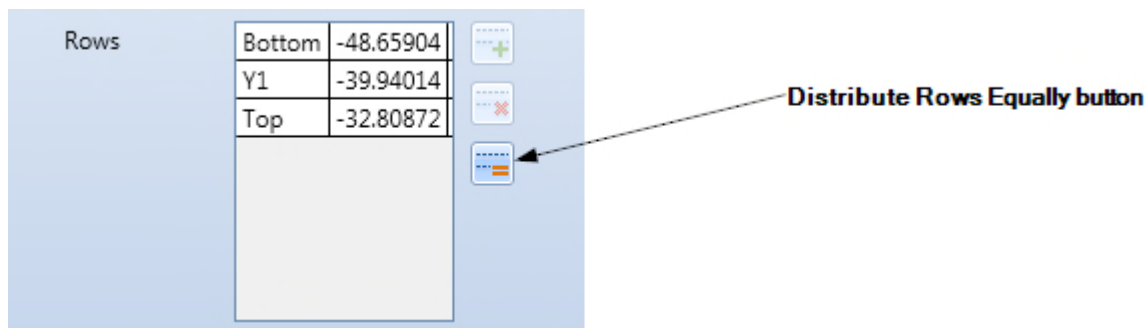 Rows
Bottom -48.65904
Y1 -39.94014
Top -32.80872
Distribute Rows Equally button